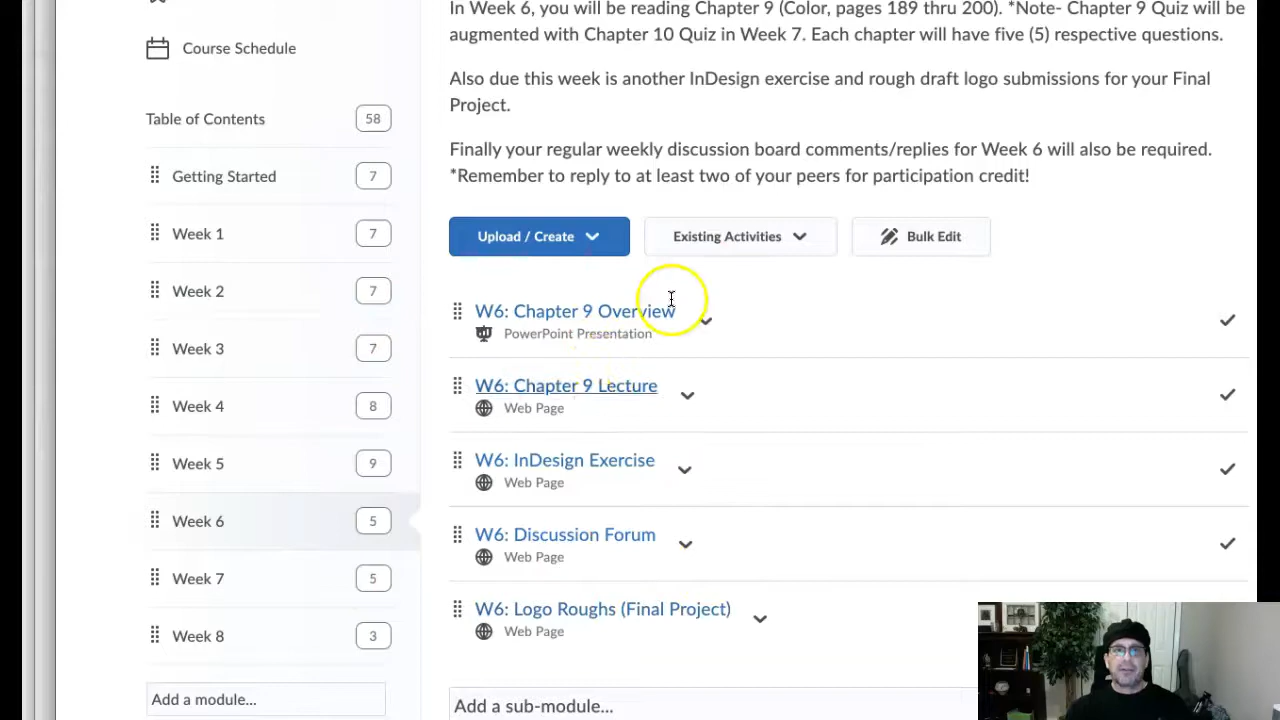 In Week 6, you will be reading Chapter 9 (Color, pages 189 thru 200). *Note- Chapter 9 Quiz will be
augmented with Chapter 10 Quiz in Week 7. Each chapter will have five (5) respective questions.
Also due this week is another InDesign exercise and rough draft logo submissions for your Final
Project.
Finally your regular weekly discussion board comments/replies for Week 6 will also be required.
*Remember to reply to at least two of your peers for participation credit!
Course Schedule
Table of Contents 58
Getting Started 7
Week 1 7
Week 2 7
Week 3 7
Week 4 8
Week 5 9
Week 6 5
Week 7 5
Week 8 3
Add a module...
Upload / Create
Existing Activities
Bulk Edit
W6: Chapter 9 Overview
PowerPoint Presentation
W6: Chapter 9 Lecture
Web Page
W6: InDesign Exercise
Web Page
W6: Discussion Forum
Web Page
W6: Logo Roughs (Final Project)
Web Page
Add a sub-module...